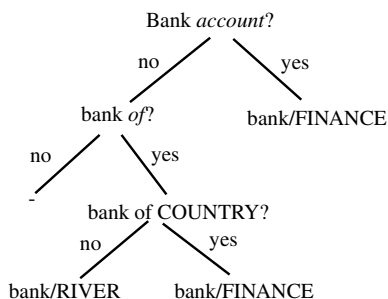 Bank account?
no
yes
bank of?
bank/FINANCE
no
yes
-
bank of COUNTRY?
no
yes
bank/RIVER
bank/FINANCE